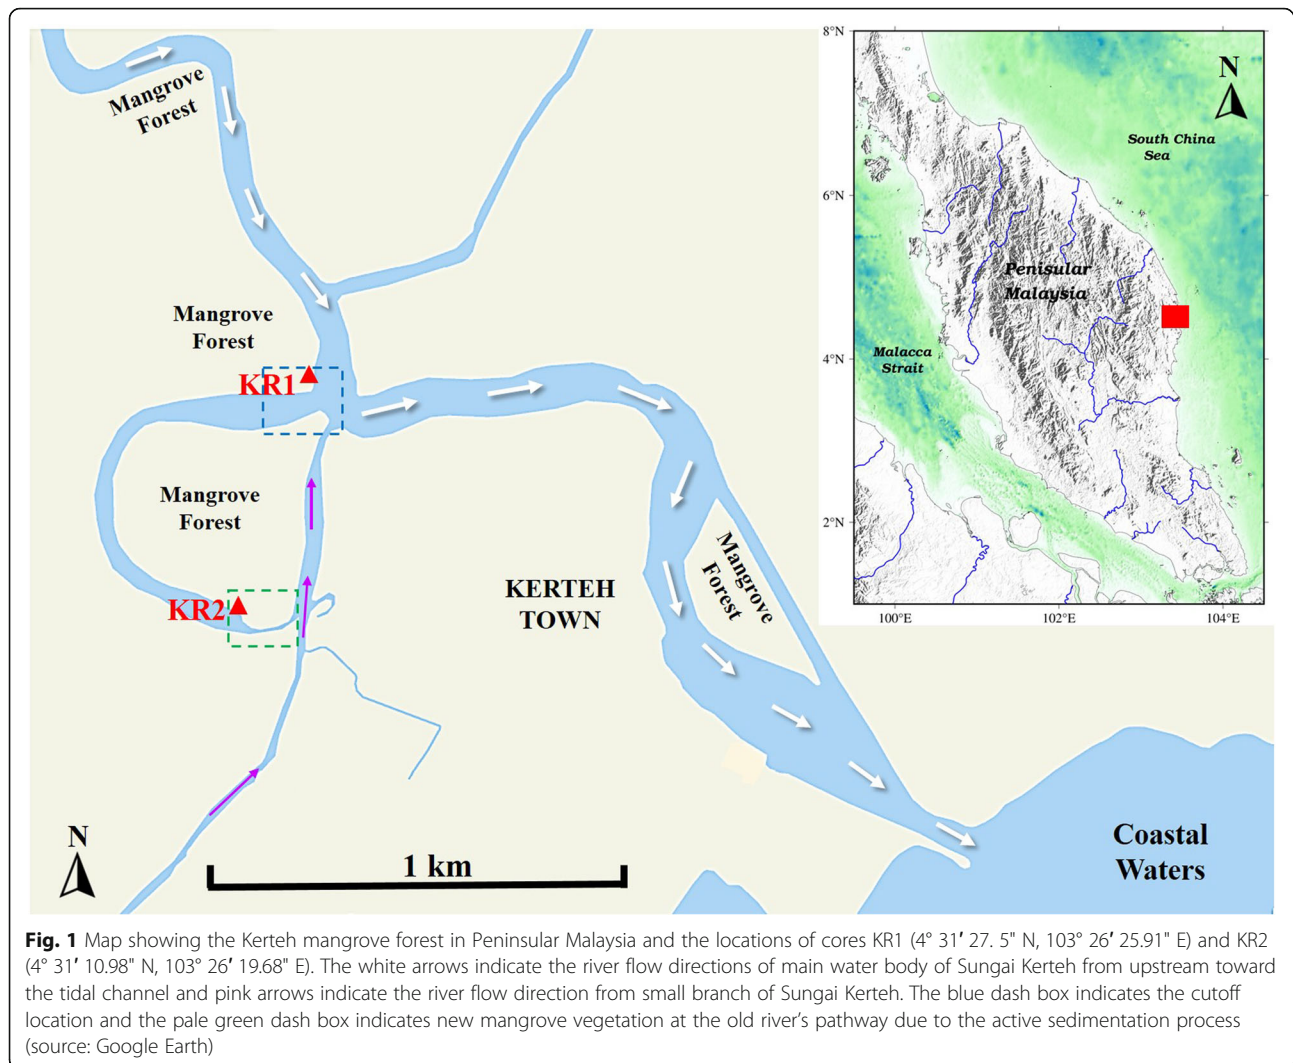 Mangrove
Forest
Mangrove
Forest
KR1
Mangrove
Forest
KR2
KERTEH
TOWN
Mangrove
Forest
N
1 km
Coastal
Waters
8°N
6°N
4°N
2°N
100°E
102°E
104°E
N
South China
Sea
Penisular
Malaysia
Malacca
Strait
Fig. 1 Map showing the Kerteh mangrove forest in Peninsular Malaysia and the locations of cores KR1 (4° 31′ 27. 5" N, 103° 26′ 25.91" E) and KR2
(4° 31′ 10.98" N, 103° 26′ 19.68" E). The white arrows indicate the river flow directions of main water body of Sungai Kerteh from upstream toward
the tidal channel and pink arrows indicate the river flow direction from small branch of Sungai Kerteh. The blue dash box indicates the cutoff
location and the pale green dash box indicates new mangrove vegetation at the old river's pathway due to the active sedimentation process
(source: Google Earth)